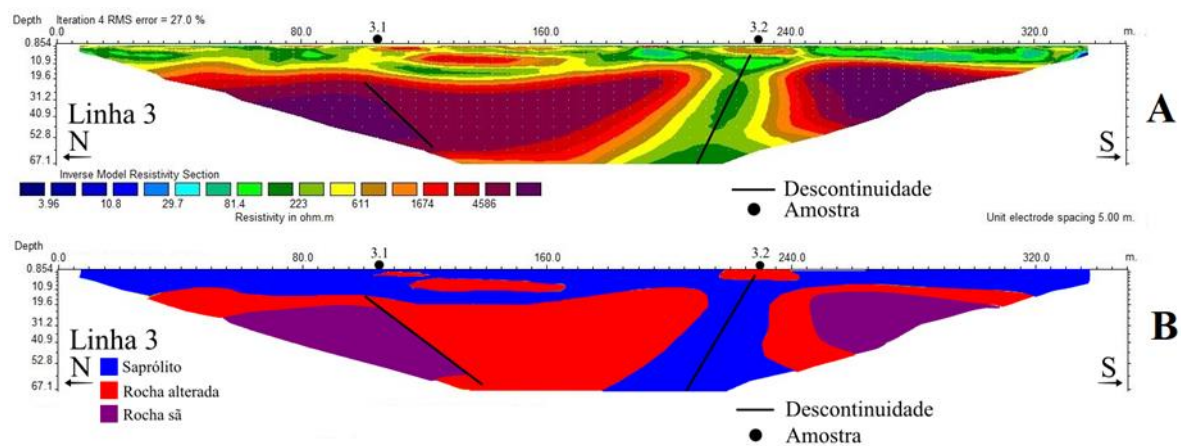 Depth Iteration 4 RMS error = 27.0 %
3.1 3.2
0.0 80.0 160.0 240.0 320.0 m.
0.854
10.9
19.6
31.2
40.9
52.8
67.1
Linha 3
N
S
A
Inverse Model Resistivity Section
3.96 10.8 29.7 81.4 223 611 1674 4586
Resistivity in ohm.m
Descontinuidade
Amostra
Unit electrode spacing 5.00 m.
Depth
3.1 3.2
0.0 80.0 160.0 240.0 320.0 m.
0.854
10.9
19.6
31.2
40.9
52.8
67.1
Linha 3
N
S
B
Saprólito
Rocha alterada
Rocha sã
Descontinuidade
Amostra